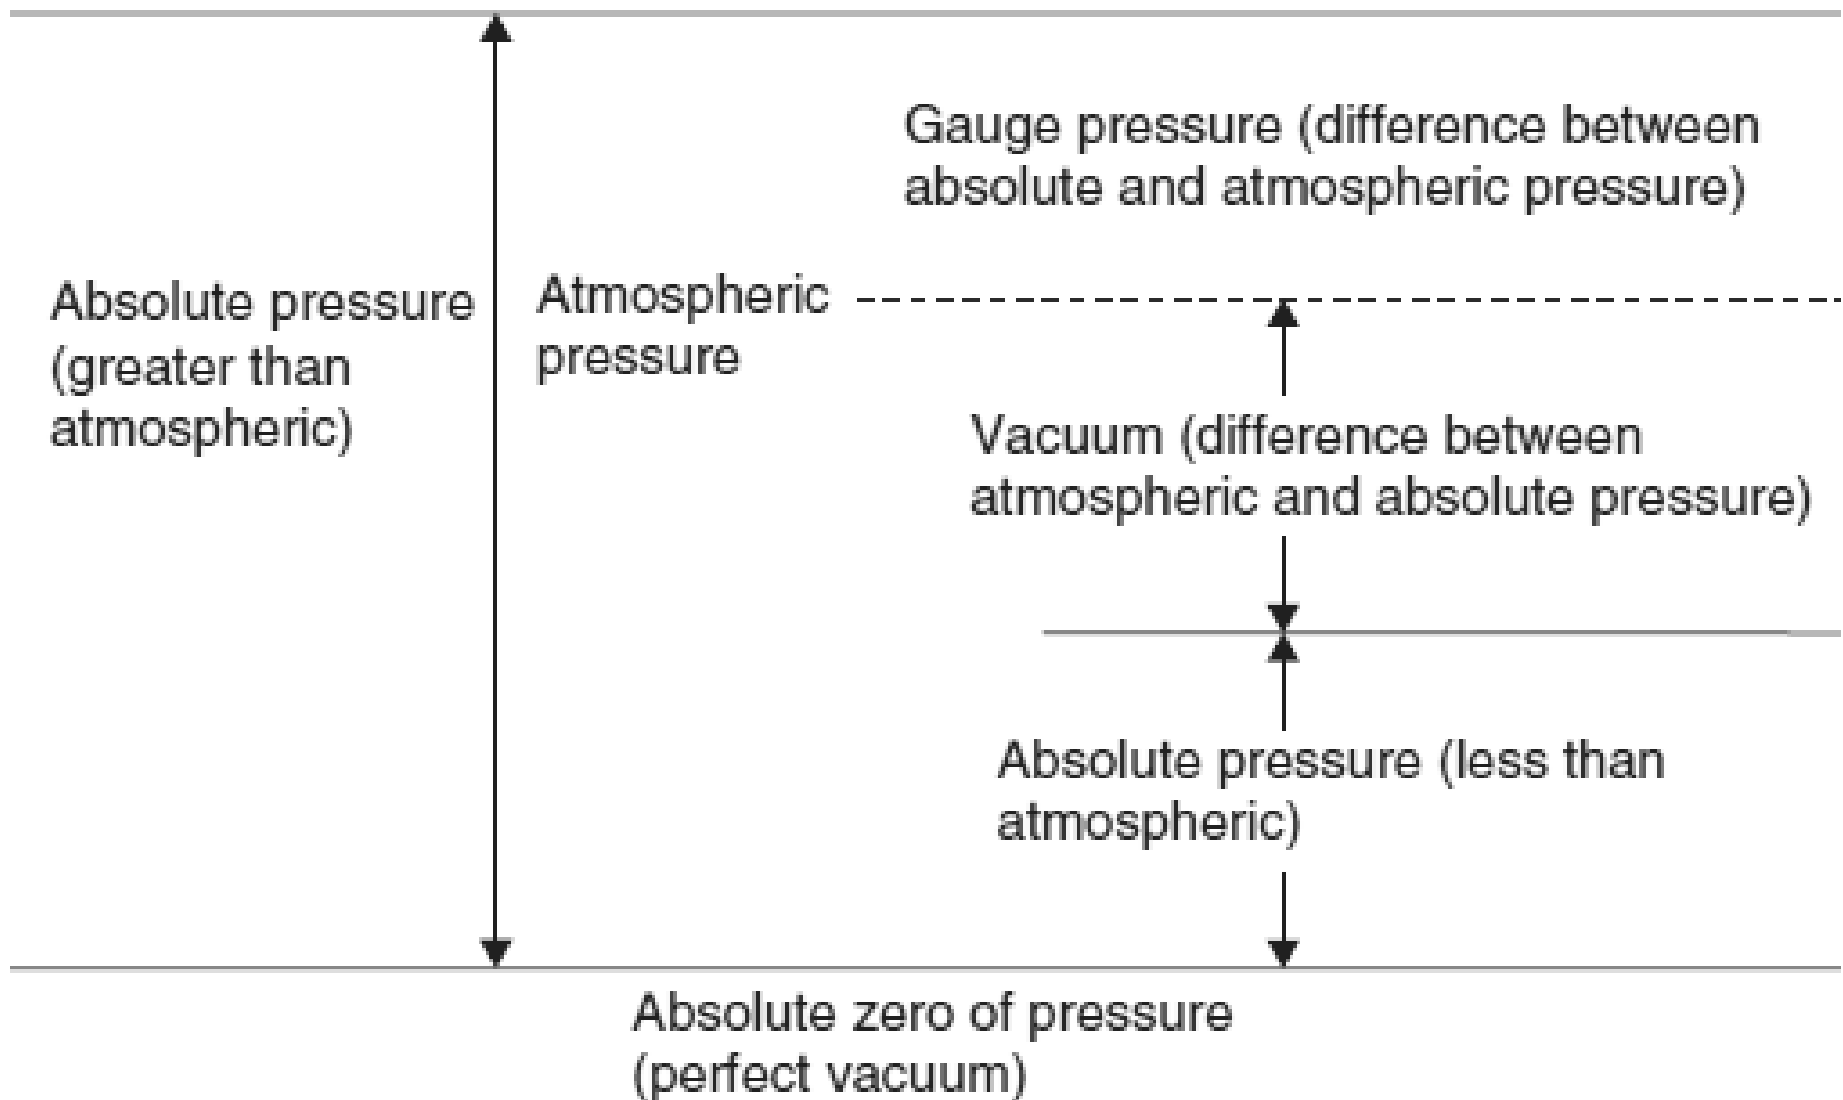 Gauge pressure (difference between
absolute and atmospheric pressure)
Absolute pressure
(greater than
atmospheric)
Atmospheric
pressure
Vacuum (difference between
atmospheric and absolute pressure)
Absolute pressure (less than
atmospheric)
Absolute zero of pressure
(perfect vacuum)